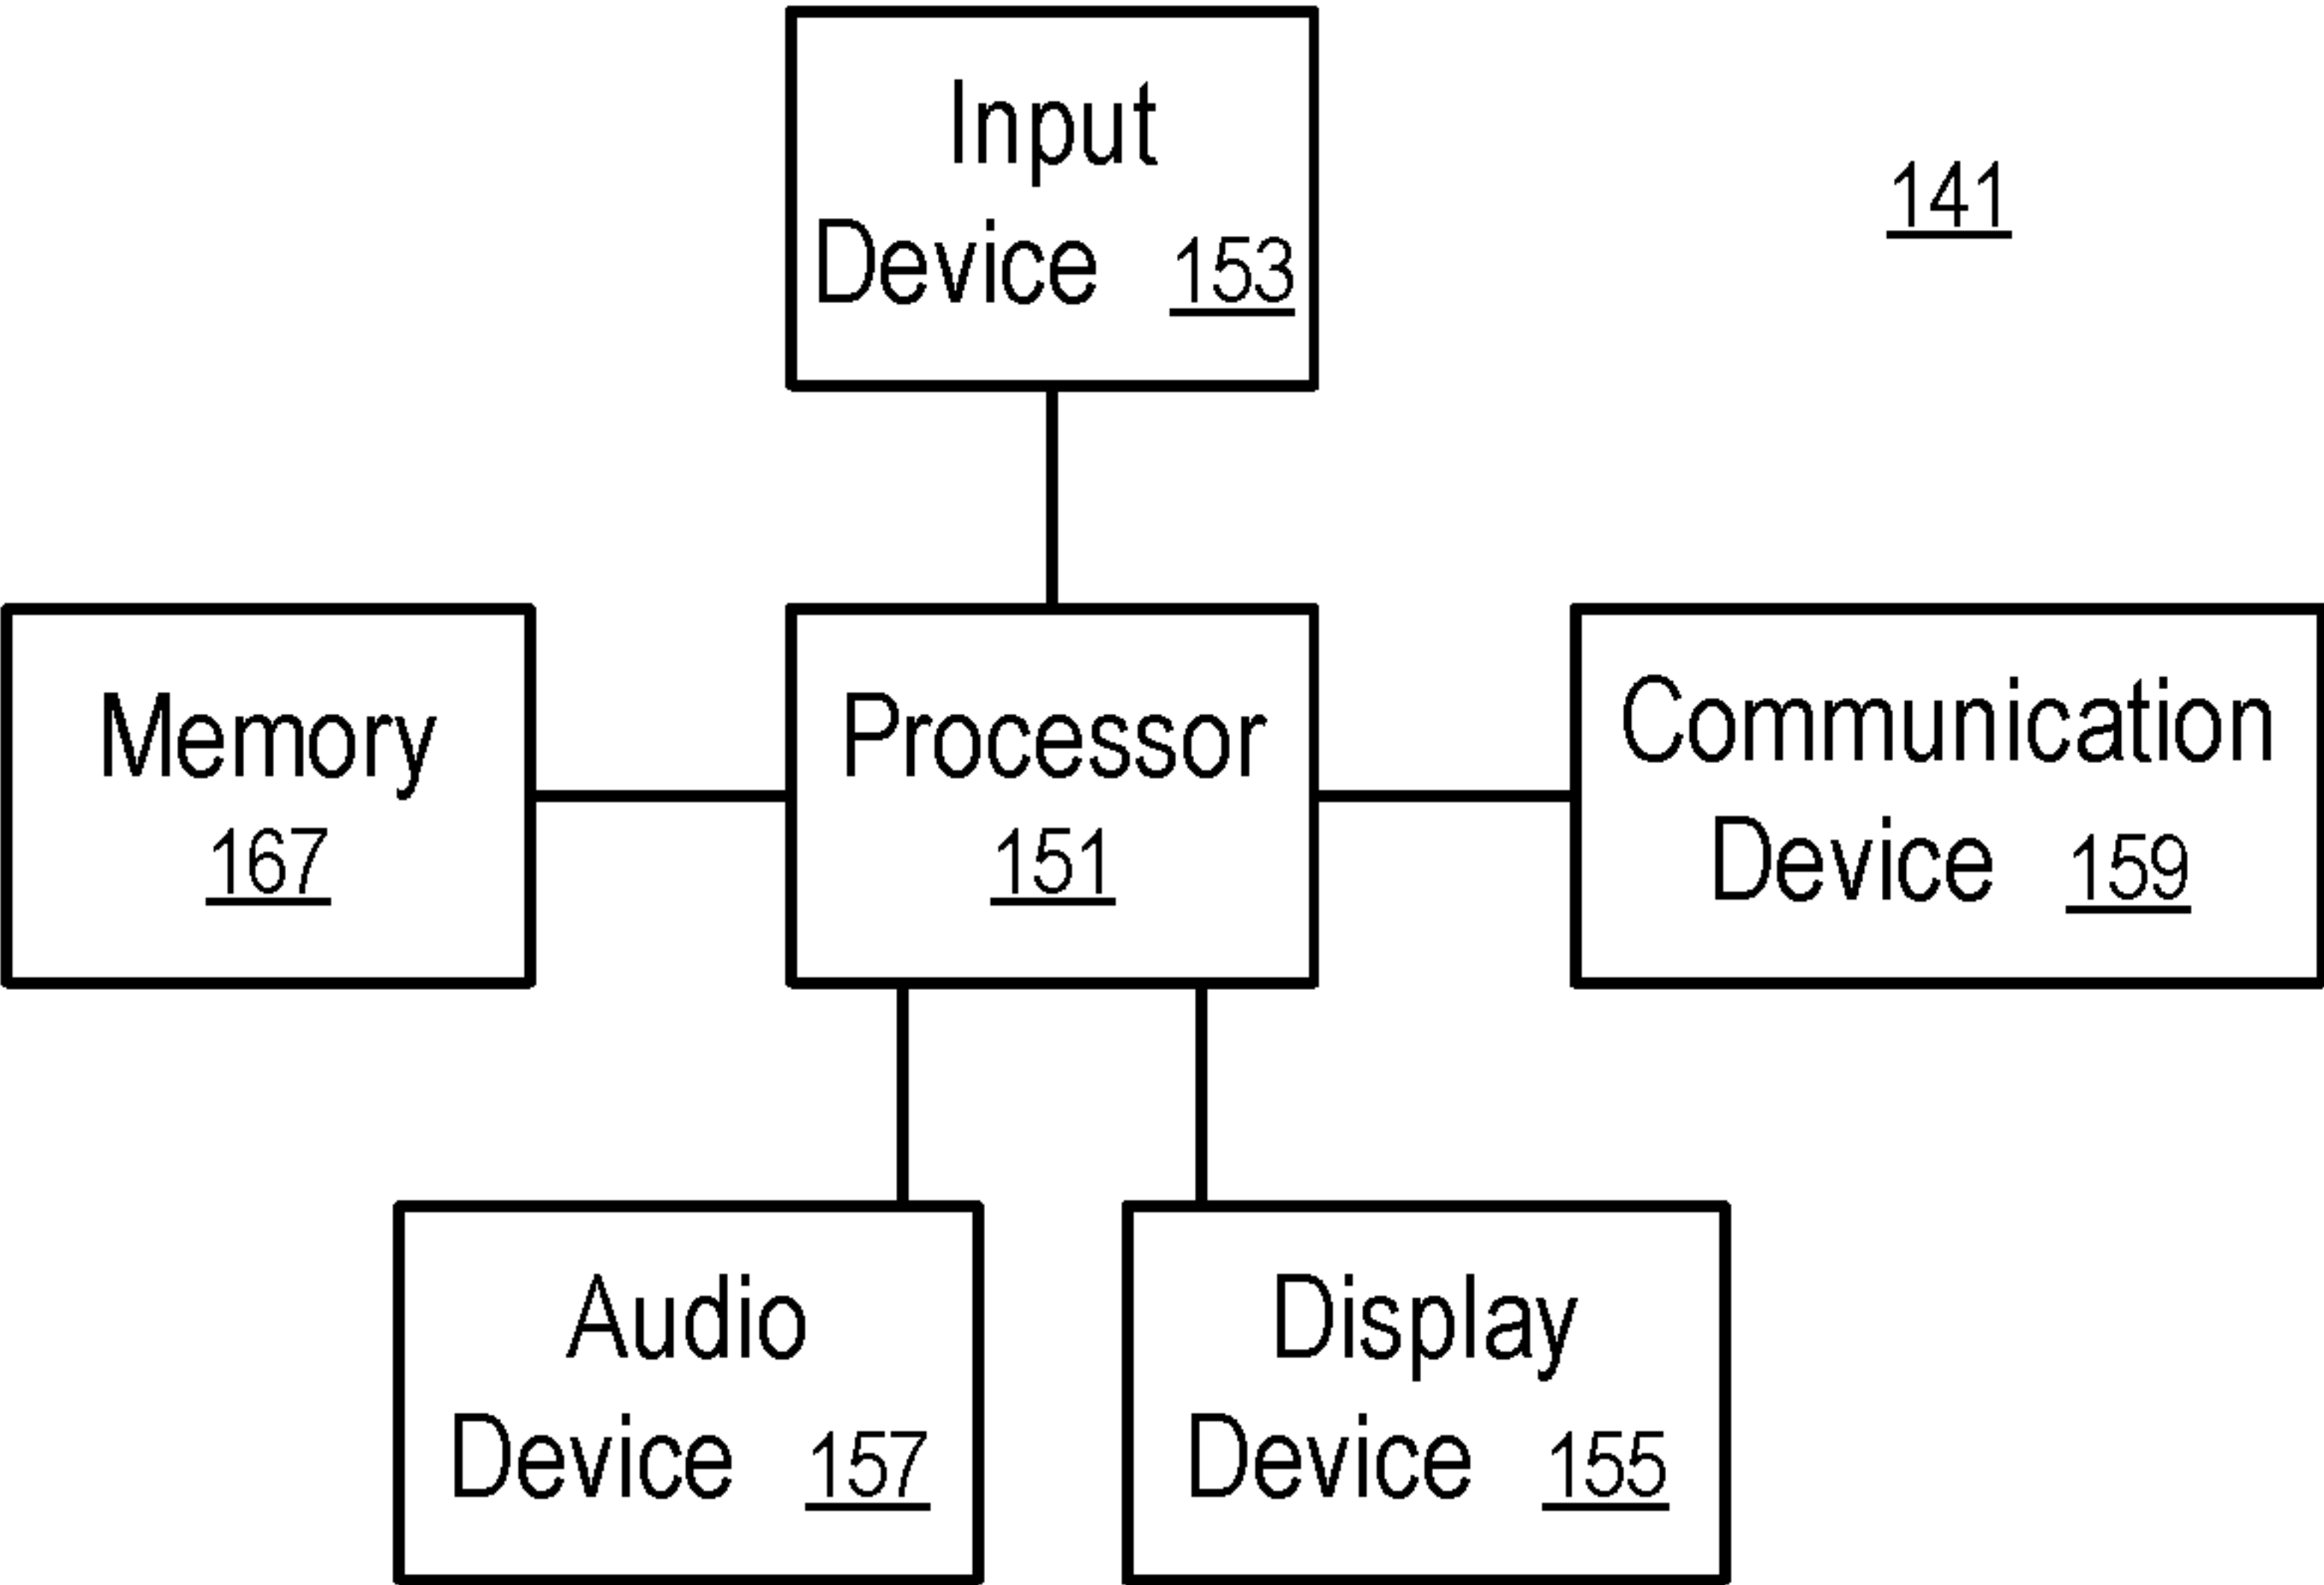 Input
Device 153
141
Memory
167
Processor
151
Communication
Device 159
Audio
Device 157
Display
Device 155